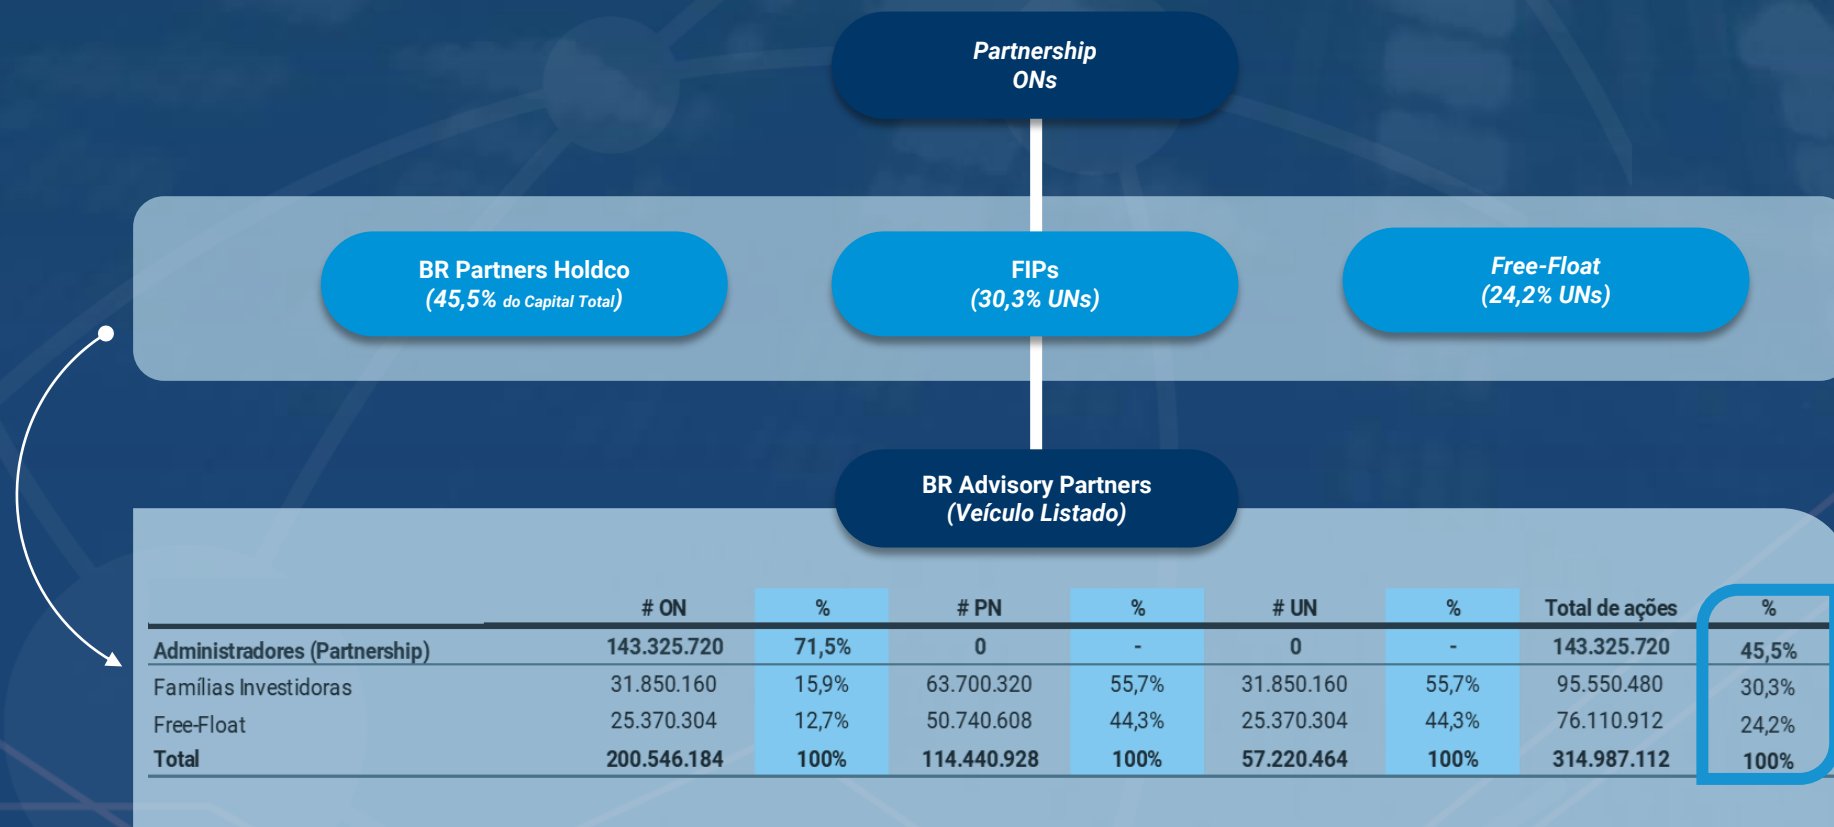 Partnership
ONs
BR Partners Holdco
(45,5% do Capital Total)
FIPs
(30,3% UNs)
Free-Float
(24,2% UNs)
BR Advisory Partners
(Veículo Listado)
# ON % # PN % # UN % Total de ações %
Administradores (Partnership) 143.325.720 71,5% 0 - 0 - 143.325.720 45,5%
Famílias Investidoras 31.850.160 15,9% 63.700.320 55,7% 31.850.160 55,7% 95.550.480 30,3%
Free-Float 25.370.304 12,7% 50.740.608 44,3% 25.370.304 44,3% 76.110.912 24,2%
Total 200.546.184 100% 114.440.928 100% 57.220.464 100% 314.987.112 100%